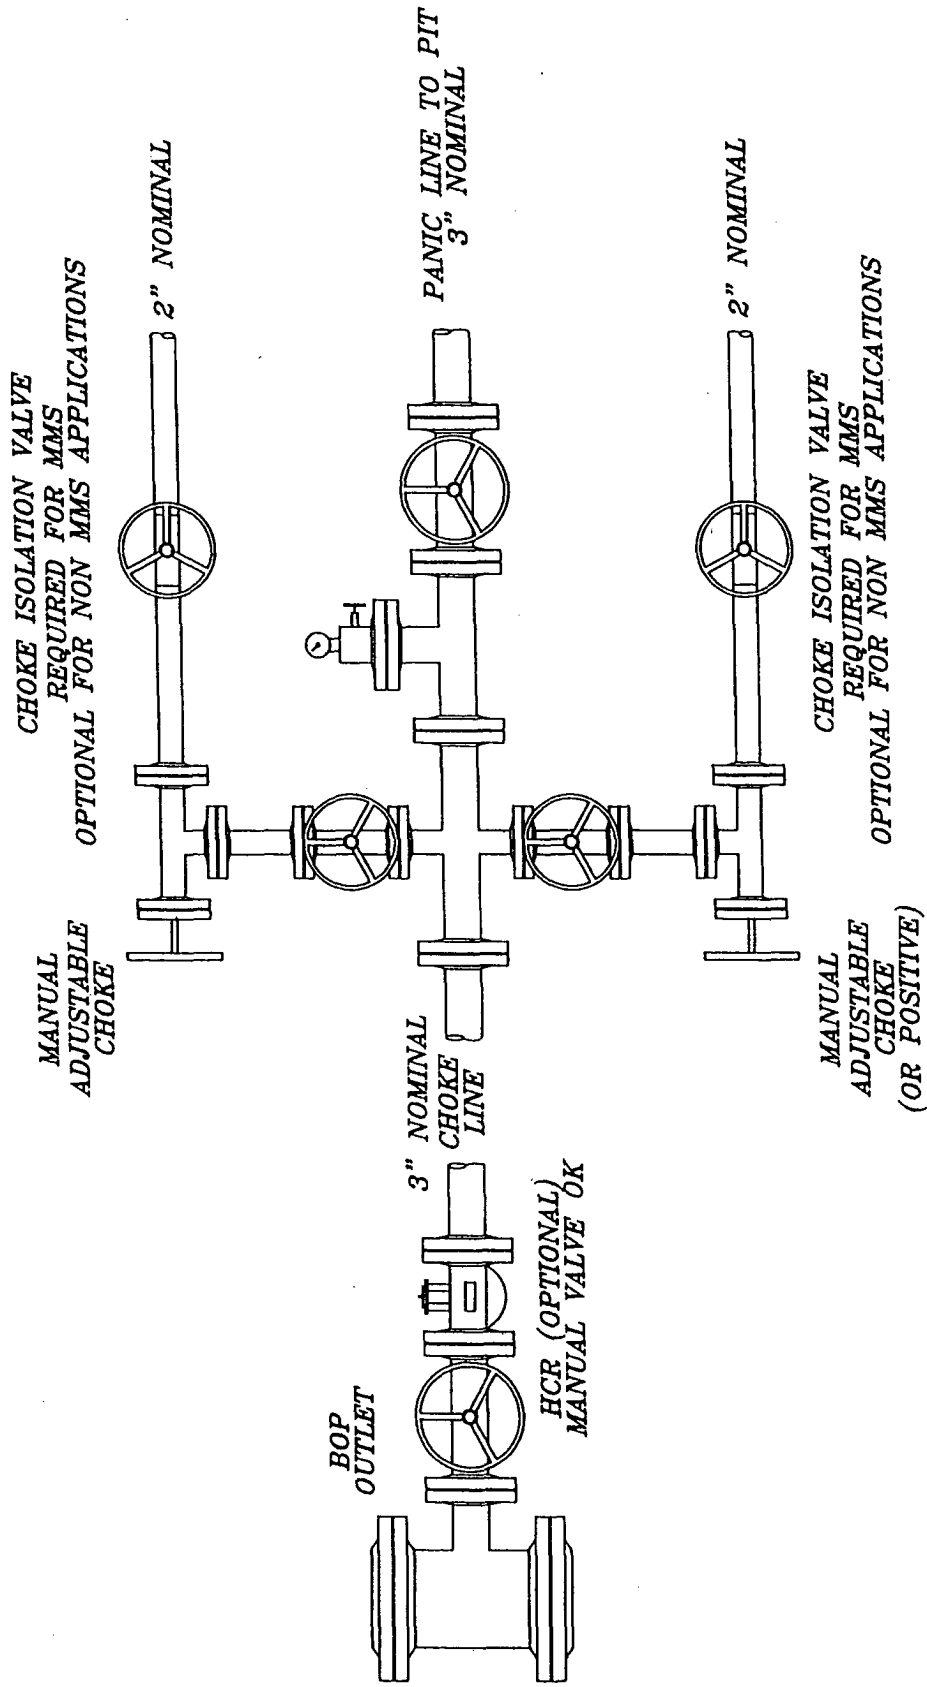 CHOKE ISOLATION VALVE
REQUIRED FOR MMS
OPTIONAL FOR NON MMS APPLICATIONS
2" NOMINAL
MANUAL
ADJUSTABLE
CHOKE
BOP
OUTLET
3" NOMINAL
CHOKE
LINE
PANIC LINE TO PIT
3" NOMINAL
HCR (OPTIONAL)
MANUAL VALVE OK
2" NOMINAL
MANUAL
ADJUSTABLE
CHOKE
(OR POSITIVE)
CHOKE ISOLATION VALVE
REQUIRED FOR MMS
OPTIONAL FOR NON MMS APPLICATIONS